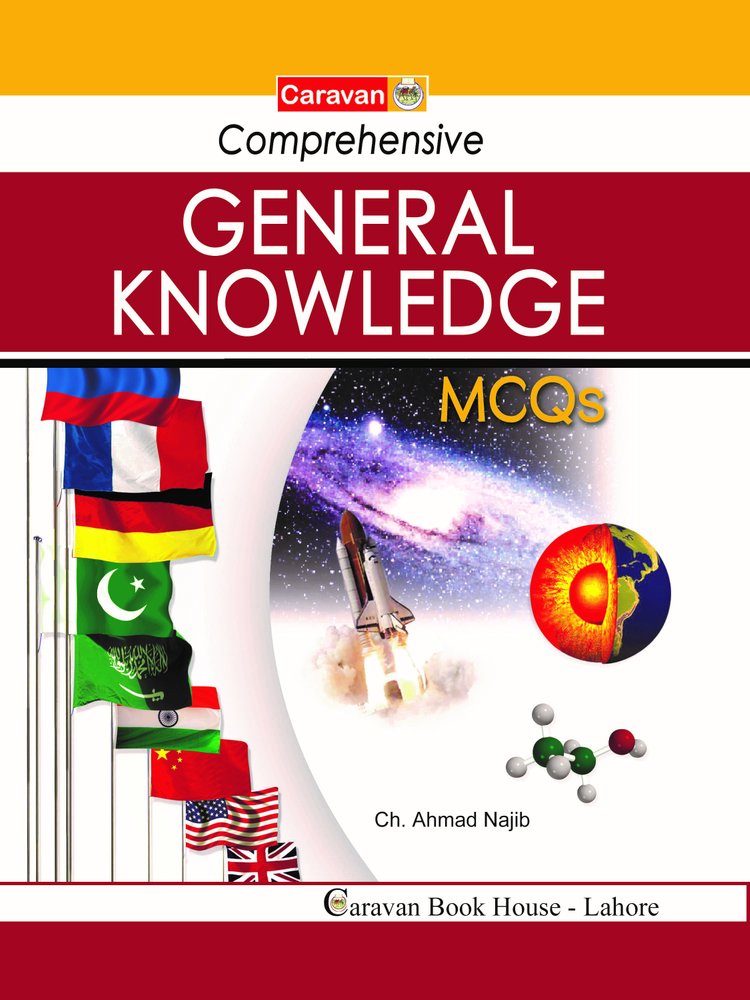 Caravan
Comprehensive
GENERAL
KNOWLEDGE
MCQs
Ch. Ahmad Najib
Caravan Book House - Lahore